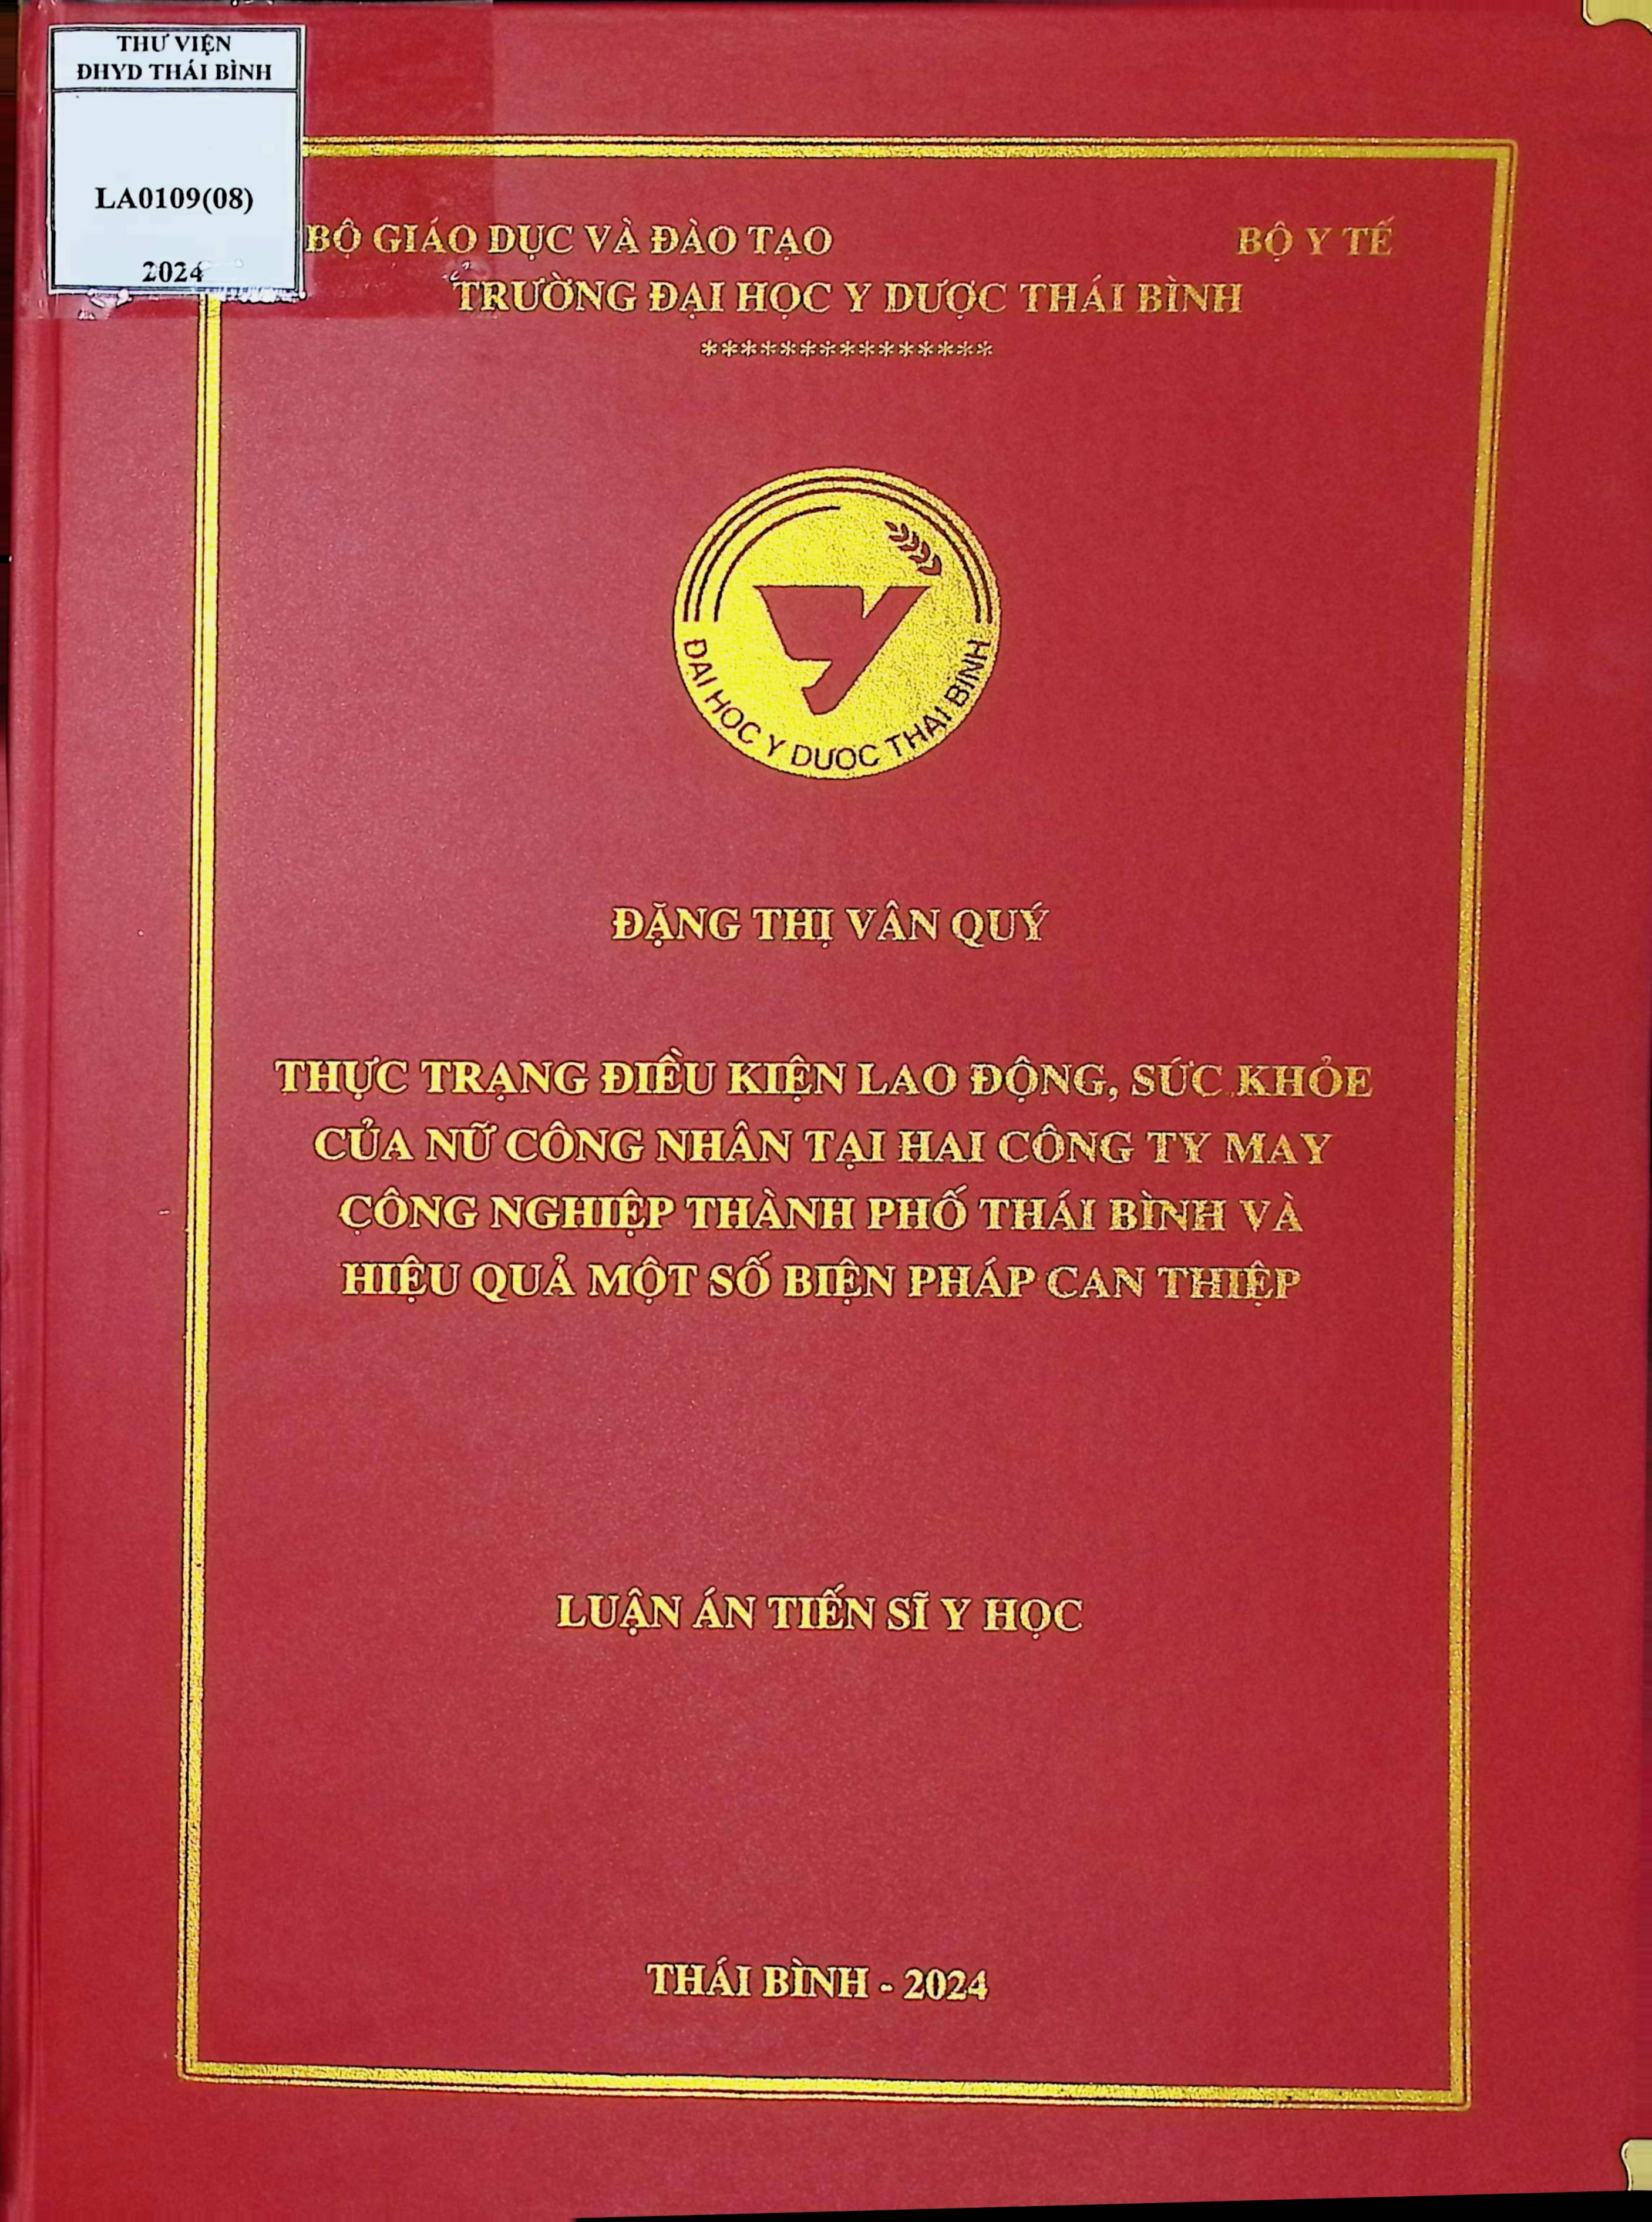 THƯ VIỆN
ĐHYD THÁI BÌNH
LA0109(08)
2024
BỘ GIÁO DỤC VÀ ĐÀO TẠO BỘ Y TẾ
TRƯỜNG ĐẠI HỌC Y DƯỢC THÁI BÌNH
***************
ĐẠI HỌC Y DƯỢC THÁI BÌNH
ĐẶNG THỊ VÂN QUÝ
THỰC TRẠNG ĐIỀU KIỆN LAO ĐỘNG, SỨC KHỎE
CỦA NỮ CÔNG NHÂN TẠI HAI CÔNG TY MAY
CÔNG NGHIỆP THÀNH PHỐ THÁI BÌNH VÀ
HIỆU QUẢ MỘT SỐ BIỆN PHÁP CAN THIỆP
LUẬN ÁN TIẾN SĨ Y HỌC
THÁI BÌNH - 2024